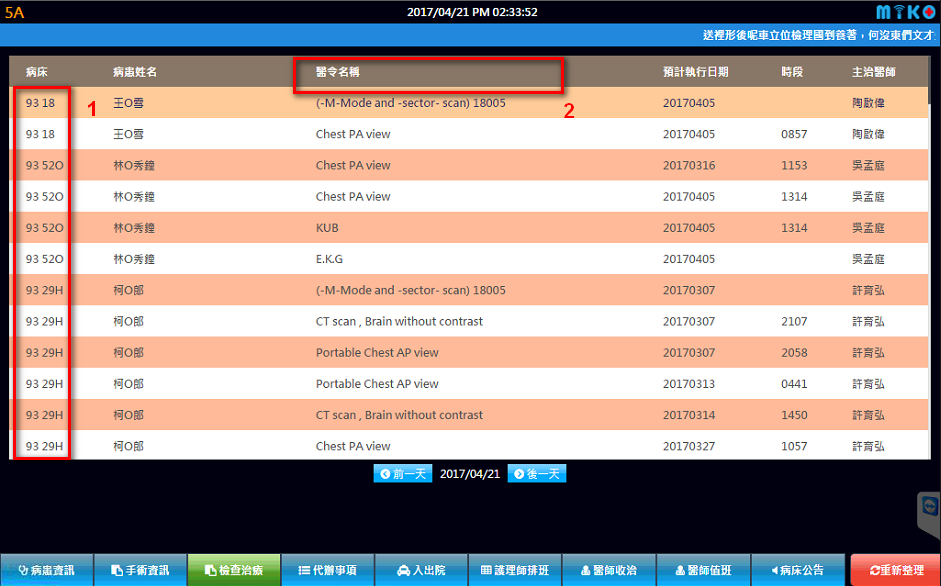 5A 2017/04/21 PM 02:33:52 MiKO
送裡形後呢車立位檢理國到養著，何沒東們文才
病床 病患姓名 醫令名稱 預計執行日期 時段 主治醫師
93 18 王O雪 (-M-Mode and -sector- scan) 18005 20170405 陶啟偉
1
2
93 18 王O雪 Chest PA view 20170405 0857 陶啟偉
93 52O 林O秀鐘 Chest PA view 20170316 1153 吳孟庭
93 52O 林O秀鐘 Chest PA view 20170405 1314 吳孟庭
93 52O 林O秀鐘 KUB 20170405 1314 吳孟庭
93 52O 林O秀鐘 E.K.G 20170405 吳孟庭
93 29H 柯O郎 (-M-Mode and -sector- scan) 18005 20170307 許育弘
93 29H 柯O郎 CT scan , Brain without contrast 20170307 2107 許育弘
93 29H 柯O郎 Portable Chest AP view 20170307 2058 許育弘
93 29H 柯O郎 Portable Chest AP view 20170313 0441 許育弘
93 29H 柯O郎 CT scan , Brain without contrast 20170314 1450 許育弘
93 29H 柯O郎 Chest PA view 20170327 1057 許育弘
前一天 2017/04/21 後一天
病患資訊 手術資訊 檢查治療 代辦事項 入出院 護理師排班 醫師收治 醫師值班 病床公告 重新整理